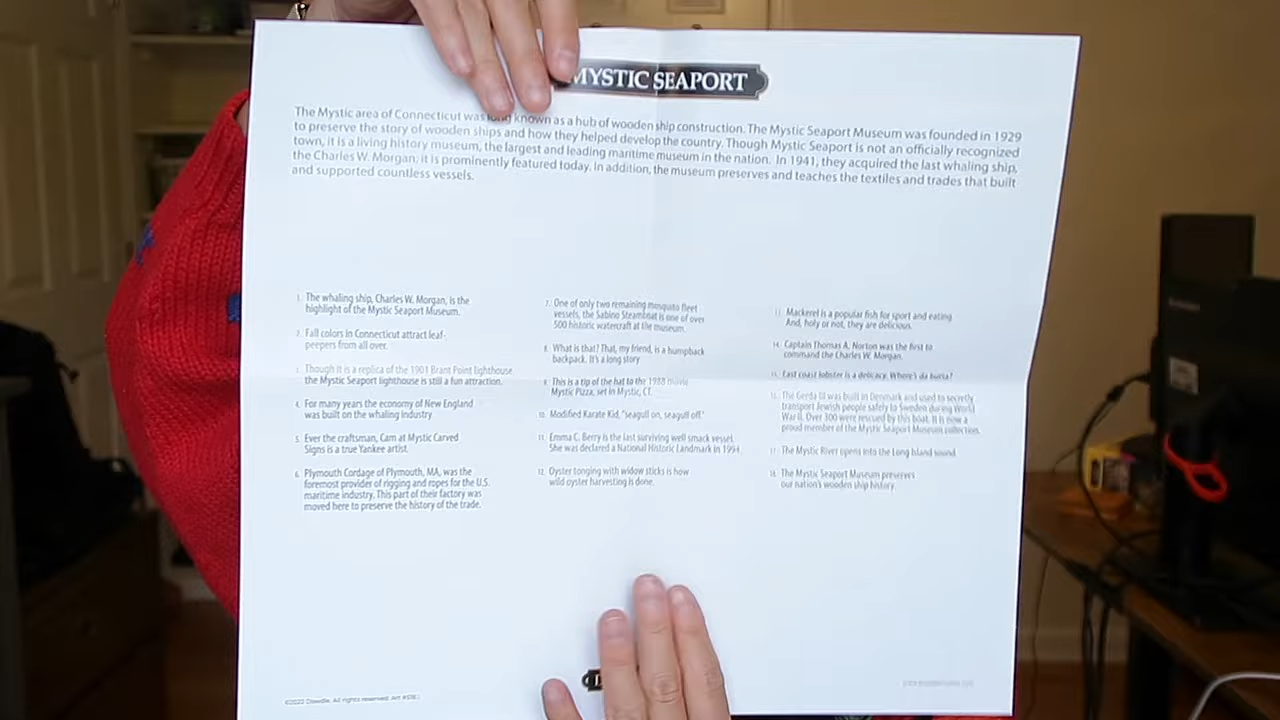 MYSTIC SEAPORT
The Mystic area of Connecticut was long known as a hub of wooden ship construction. The Mystic Seaport Museum was founded in 1929
to preserve the story of wooden ships and how they helped develop the country. Though Mystic Seaport is not an officially recognized
town, it is a living history museum, the largest and leading maritime museum in the nation. In 1941, they acquired the last whaling ship,
the Charles W. Morgan; it is prominently featured today. In addition, the museum preserves and teaches the textiles and trades that built
and supported countless vessels.
1. The whaling ship, Charles W. Morgan, is the
highlight of the Mystic Seaport Museum.
2. Fall colors in Connecticut attract leaf-
peepers from all over.
3. Though it is a replica of the 1901 Brant Point lighthouse
the Mystic Seaport lighthouse is still a fun attraction.
4. For many years the economy of New England
was built on the whaling industry.
5. Ever the craftsman, Cam at Mystic Carved
Signs is a true Yankee artist.
6. Plymouth Cordage of Plymouth, MA, was the
foremost provider of rigging and ropes for the U.S.
maritime industry. This part of their factory was
moved here to preserve the history of the trade.
7. One of only two remaining mosquito fleet
vessels, the Sabino Steamboat is one of over
500 historic watercraft at the museum.
8. What is that? That, my friend, is a humpback
backpack. It's a long story
9. This is a tip of the hat to the 1988 movie
Mystic Pizza, set in Mystic, CT.
10. Modified Karate Kid, "seagull on, seagull off."
11. Emma C. Berry is the last surviving well smack vessel.
She was declared a National Historic Landmark in 1994.
12. Oyster tonging with widow sticks is how
wild oyster harvesting is done.
13. Mackerel is a popular fish for sport and eating
And, holy or not, they are delicious.
14. Captain Thomas A. Norton was the first to
command the Charles W. Morgan.
15. East coast lobster is a delicacy. Where's da buria?
16. The Gerda III was built in Denmark and used to secretly
transport Jewish people safely to Sweden during World
War II. Over 300 were rescued by this boat. It is now a
proud member of the Mystic Seaport Museum collection.
17. The Mystic River opens into the Long Island sound.
18. The Mystic Seaport Museum preserves
our nation's wooden ship history.
©2022 Dowdle. All rights reserved. Art